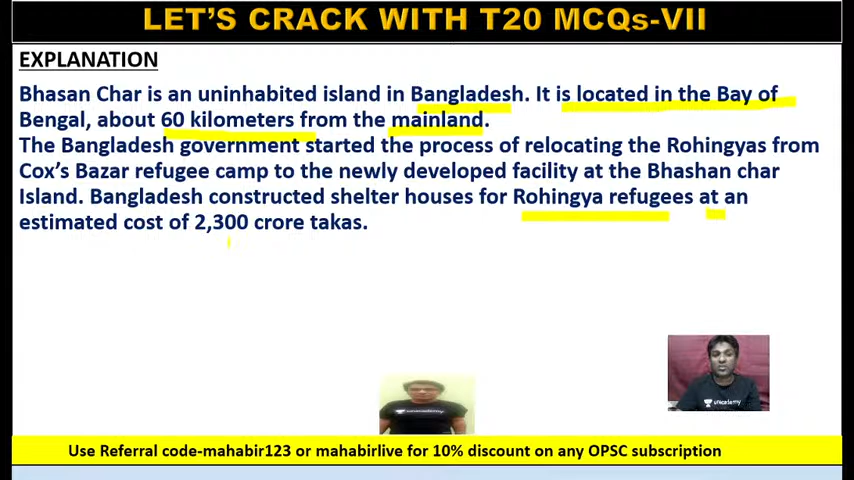 LET'S CRACK WITH T20 MCQs-VII
EXPLANATION
Bhasan Char is an uninhabited island in Bangladesh. It is located in the Bay of
Bengal, about 60 kilometers from the mainland.
The Bangladesh government started the process of relocating the Rohingyas from
Cox's Bazar refugee camp to the newly developed facility at the Bhashan char
Island. Bangladesh constructed shelter houses for Rohingya refugees at an
estimated cost of 2,300 crore takas.
unacademy
unacademy
Use Referral code-mahabir123 or mahabirlive for 10% discount on any OPSC subscription